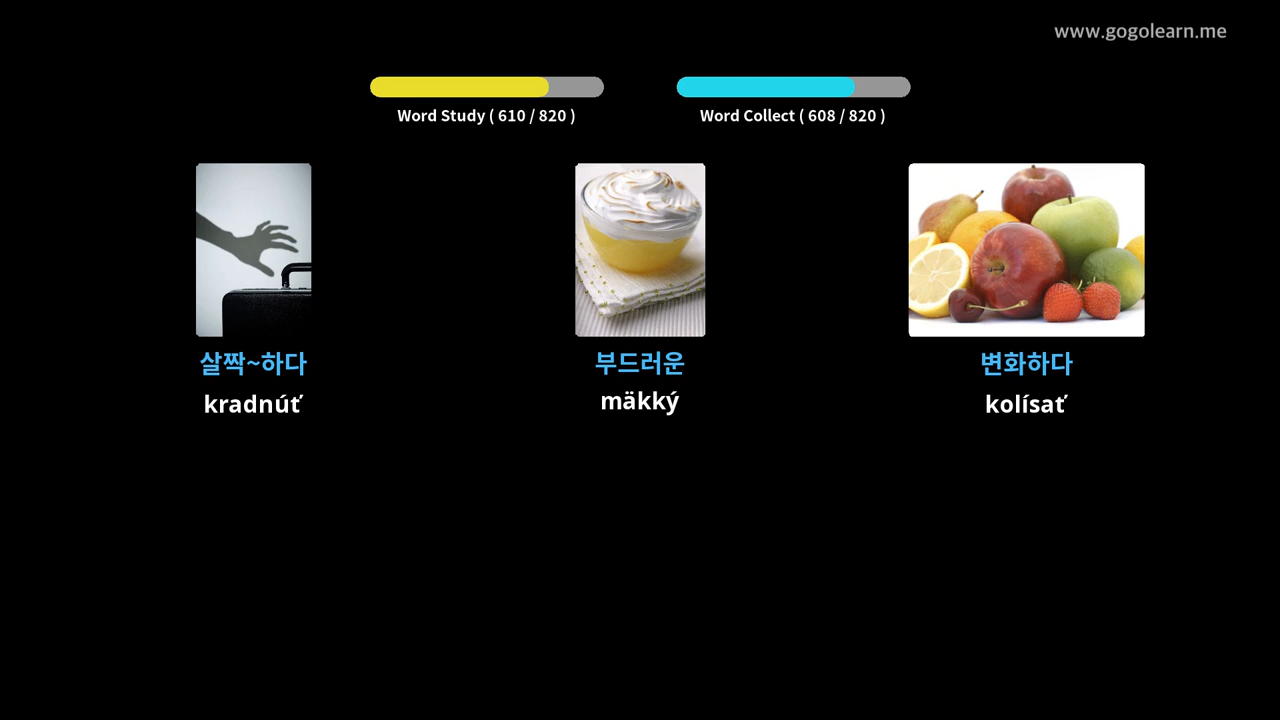 www.gogolearn.me
Word Study ( 610 / 820 )
Word Collect ( 608 / 820 )
살짝~하다
부드러운
변화하다
kradnúť
mäkký
kolísať